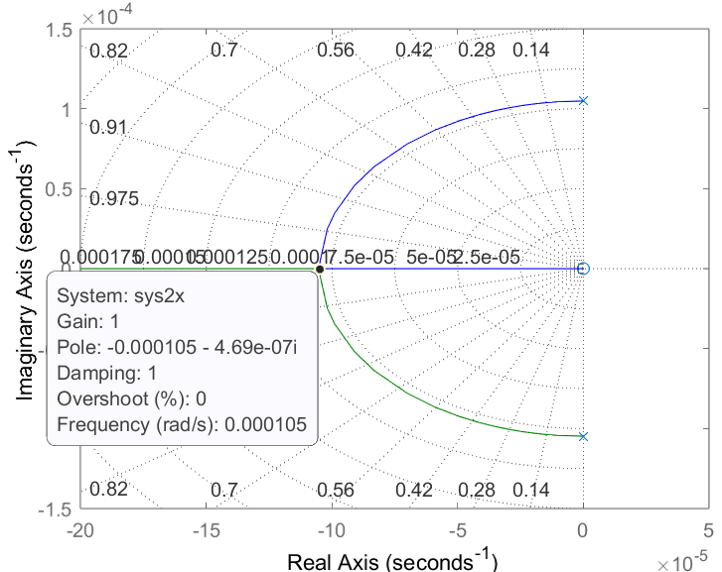 ×10⁻⁴
1.5
0.82 0.7 0.56 0.42 0.28 0.14
1
0.91
0.5
0.975
0.000175 0.00015 0.000125 0.0001 7.5e-05 5e-05 2.5e-05
0
System: sys2x
Gain: 1
Pole: -0.000105 - 4.69e-07i
Damping: 1
Overshoot (%): 0
Frequency (rad/s): 0.000105
0.82 0.7 0.56 0.42 0.28 0.14
-1.5
-20 -15 -10 -5 0 5
Real Axis (seconds⁻¹)
×10⁻⁵
Imaginary Axis (seconds⁻¹)